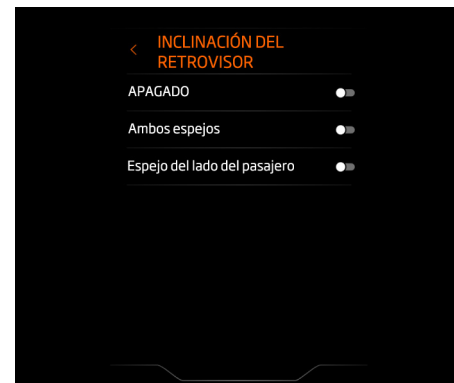 INCLINACIÓN DEL
RETROVISOR
APAGADO
Ambos espejos
Espejo del lado del pasajero